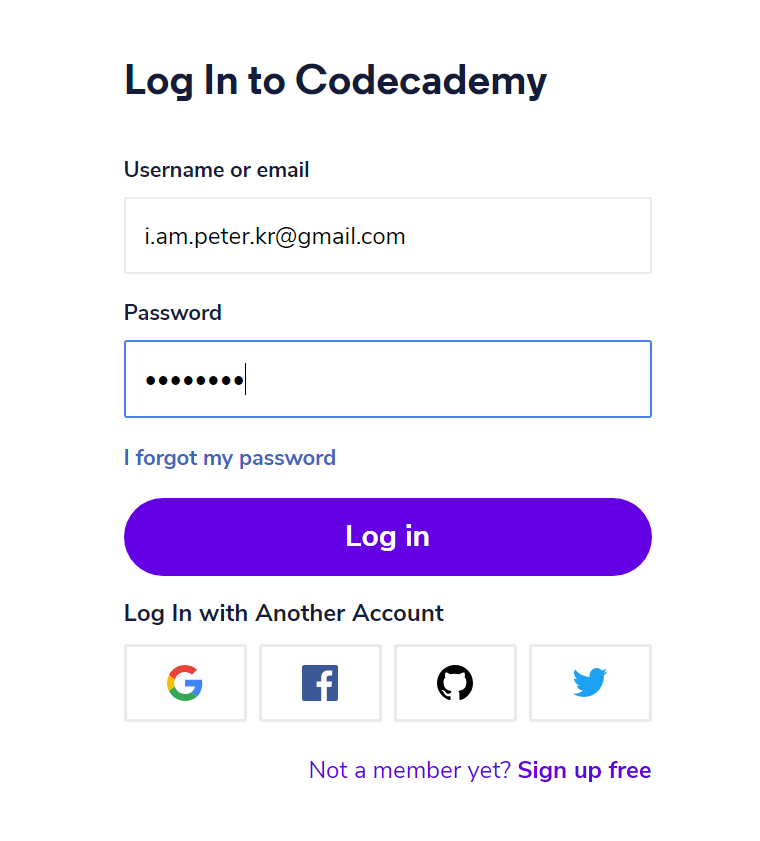 Log In to Codecademy
Username or email
i.am.peter.kr@gmail.com
Password
••••••••
I forgot my password
Log in
Log In with Another Account
Not a member yet? Sign up free